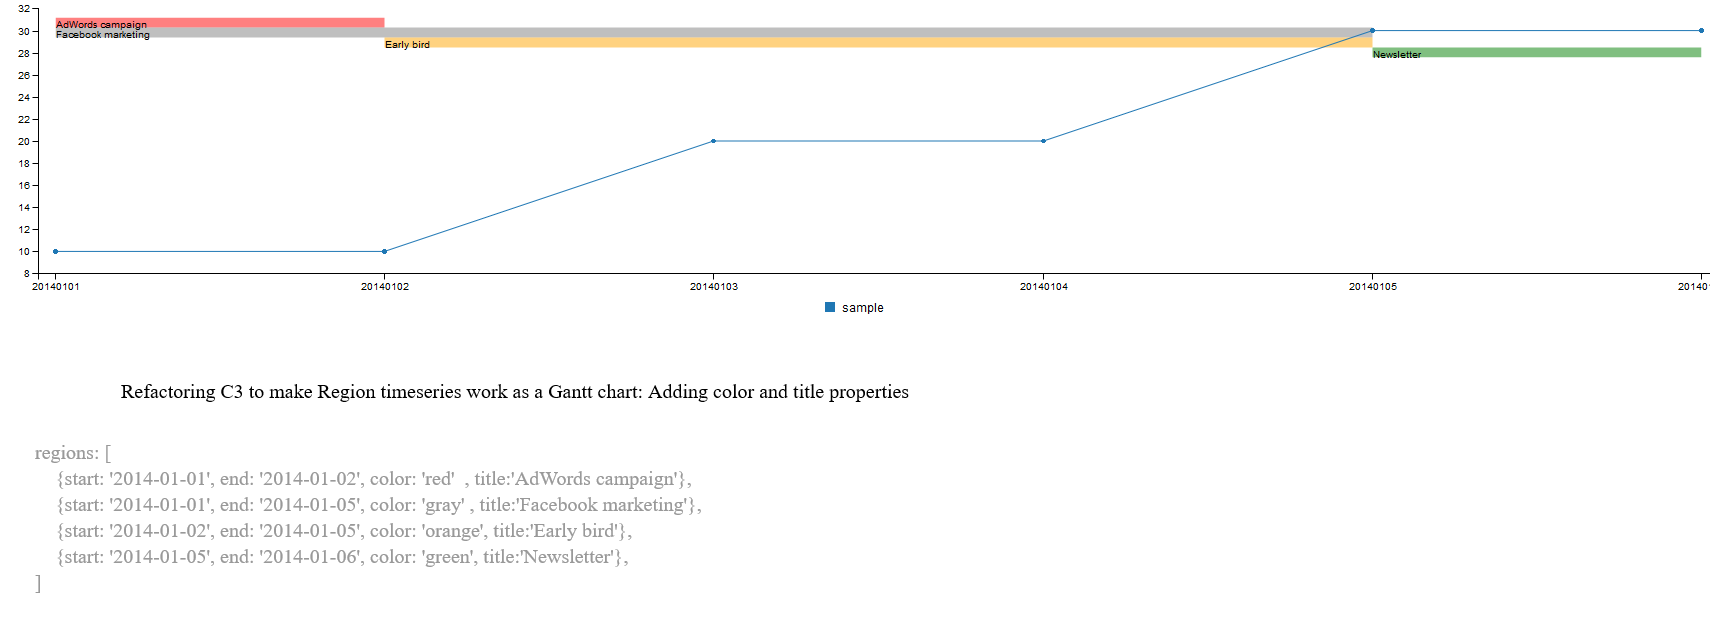 32
AdWords campaign
30
Facebook marketing
28
Early bird
Newsletter
26
24
22
20
18
16
14
12
10
8
20140101 20140102 20140103 20140104 20140105 20140
sample
Refactoring C3 to make Region timeseries work as a Gantt chart: Adding color and title properties
regions: [
{start: '2014-01-01', end: '2014-01-02', color: 'red'  , title:'AdWords campaign'},
{start: '2014-01-01', end: '2014-01-05', color: 'gray' , title:'Facebook marketing'},
{start: '2014-01-02', end: '2014-01-05', color: 'orange', title:'Early bird'},
{start: '2014-01-05', end: '2014-01-06', color: 'green', title:'Newsletter'},
]